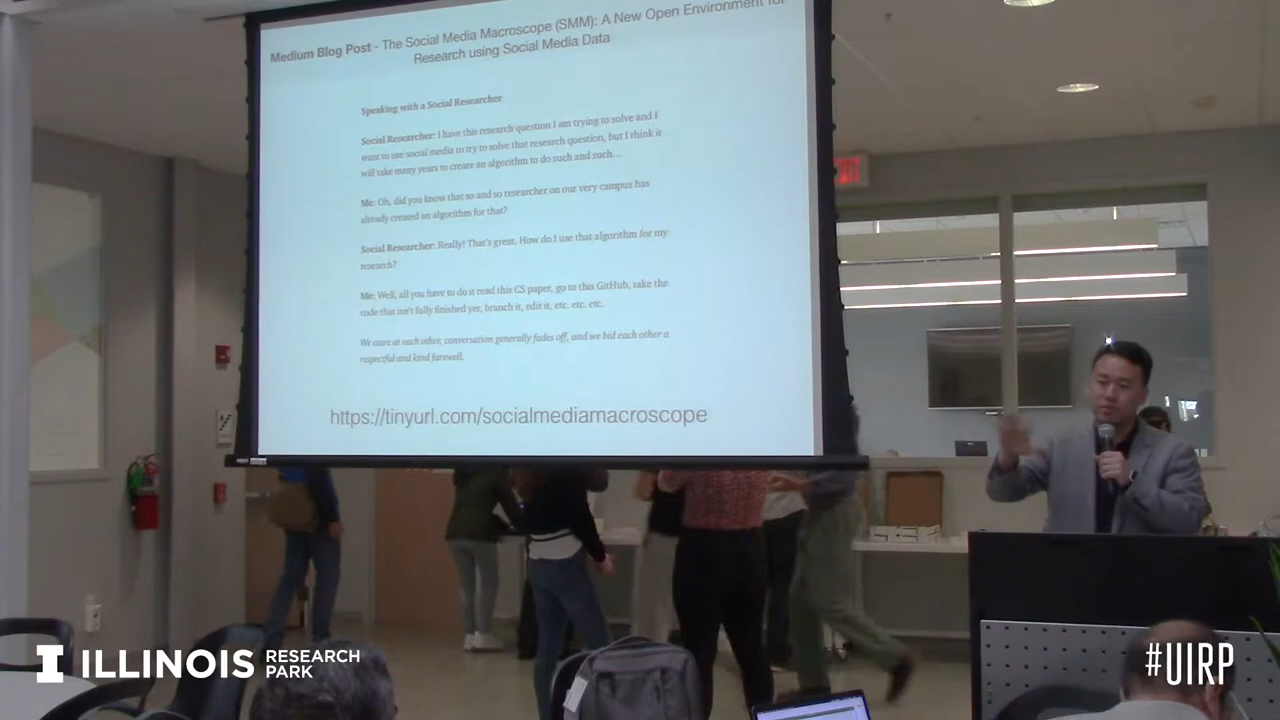 Medium Blog Post - The Social Media Macroscope (SMM): A New Open Environment for
Research using Social Media Data
Speaking with a Social Researcher
Social Researcher: I have this research question I am trying to solve and I
want to use social media to try to solve that research question, but I think it
will take many years to create an algorithm to do such and such...
Me: Oh, did you know that so and so researcher on our very campus has
already created an algorithm for that?
Social Researcher: Really! That's great. How do I use that algorithm for my
research?
Me: Well, all you have to do it read this CS paper, go to this GitHub, take the
code that isn't fully finished yet, branch it, edit it, etc. etc. etc.
We stare at each other, conversation generally fades off, and we bid each other a
respectful and kind farewell.
https://tinyurl.com/socialmediamacroscope
I ILLINOIS RESEARCH
PARK
#UIRP